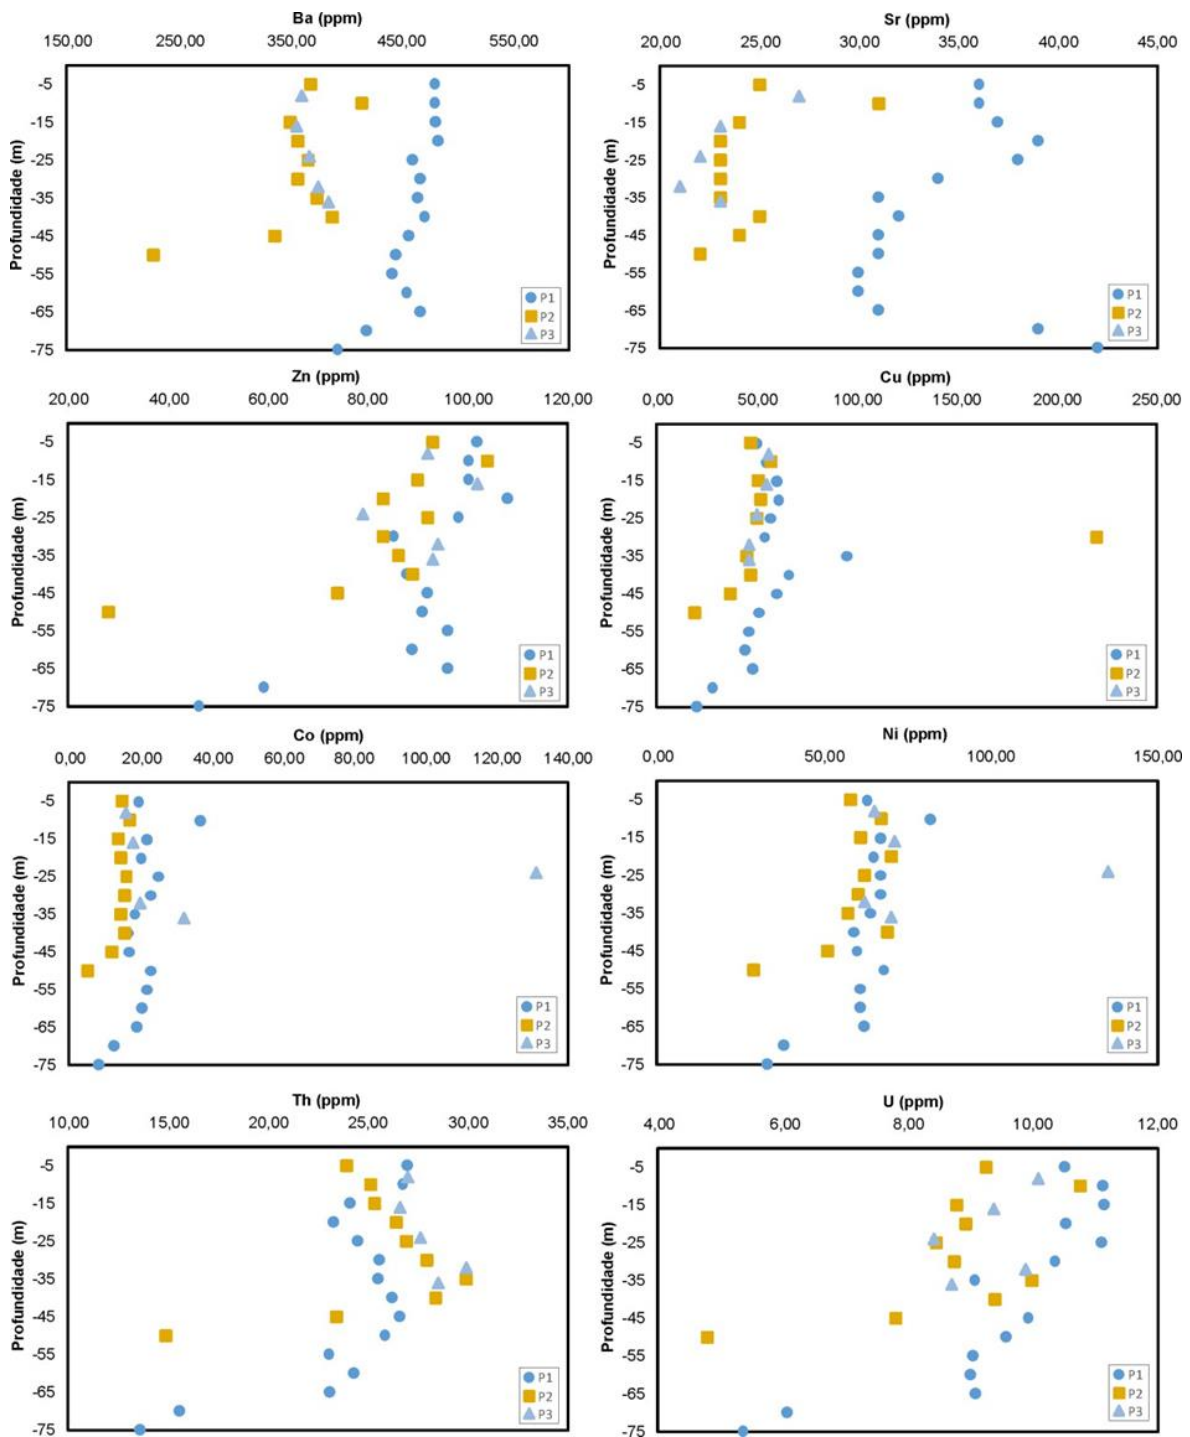 Ba (ppm)
150,00 250,00 350,00 450,00 550,00
Profundidade (m)
-5
-15
-25
-35
-45
-55
-65
-75
P1
P2
P3
Sr (ppm)
20,00 25,00 30,00 35,00 40,00 45,00
Profundidade (m)
-5
-15
-25
-35
-45
-55
-65
-75
P1
P2
P3
Zn (ppm)
20,00 40,00 60,00 80,00 100,00 120,00
Profundidade (m)
-5
-15
-25
-35
-45
-55
-65
-75
P1
P2
P3
Cu (ppm)
0,00 50,00 100,00 150,00 200,00 250,00
Profundidade (m)
-5
-15
-25
-35
-45
-55
-65
-75
P1
P2
P3
Co (ppm)
0,00 20,00 40,00 60,00 80,00 100,00 120,00 140,00
Profundidade (m)
-5
-15
-25
-35
-45
-55
-65
-75
P1
P2
P3
Ni (ppm)
0,00 50,00 100,00 150,00
Profundidade (m)
-5
-15
-25
-35
-45
-55
-65
-75
P1
P2
P3
Th (ppm)
10,00 15,00 20,00 25,00 30,00 35,00
Profundidade (m)
-5
-15
-25
-35
-45
-55
-65
-75
P1
P2
P3
U (ppm)
4,00 6,00 8,00 10,00 12,00
Profundidade (m)
-5
-15
-25
-35
-45
-55
-65
-75
P1
P2
P3